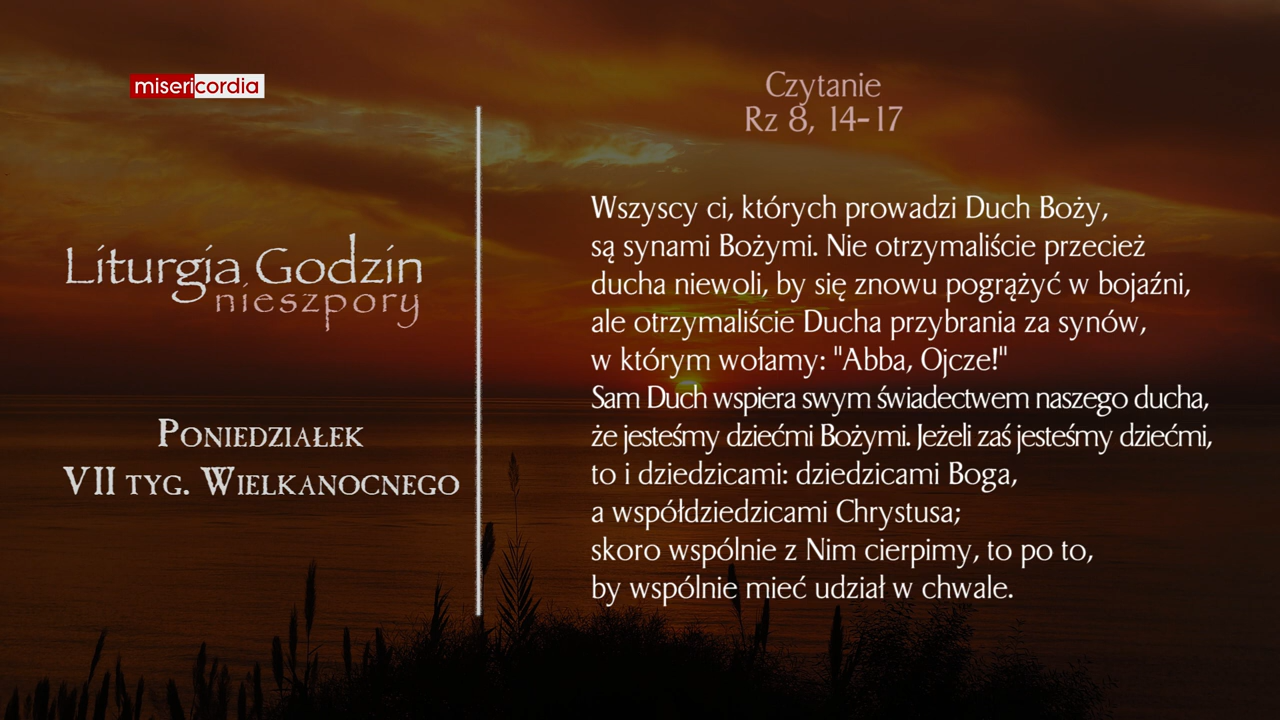 misericordia
Liturgia Godzin
nieszpory
Poniedziałek
VII tyg. Wielkanocnego
Czytanie
Rz 8, 14-17
Wszyscy ci, których prowadzi Duch Boży,
są synami Bożymi. Nie otrzymaliście przecież
ducha niewoli, by się znowu pogrążyć w bojaźni,
ale otrzymaliście Ducha przybrania za synów,
w którym wołamy: "Abba, Ojcze!"
Sam Duch wspiera swym świadectwem naszego ducha,
że jesteśmy dziećmi Bożymi. Jeżeli zaś jesteśmy dziećmi,
to i dziedzicami: dziedzicami Boga,
a współdziedzicami Chrystusa;
skoro wspólnie z Nim cierpimy, to po to,
by wspólnie mieć udział w chwale.